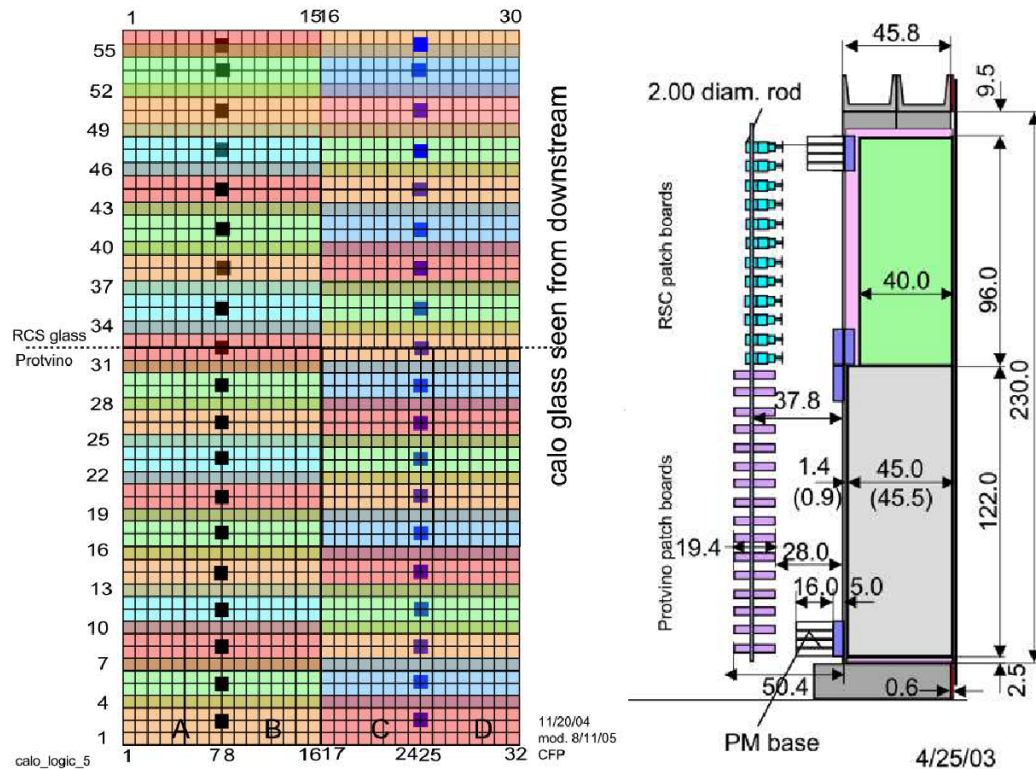 1 15 16 30
55
52
49
46
43
40
37
34
RCS glass
Protvino
31
28
25
22
19
16
13
10
7
4
1
A B C D
1 7 8 16 17 24 25 32
calo_logic_5
11/20/04
mod. 8/11/05
CFP
calo glass seen from downstream
45.8
9.5
2.00 diam. rod
RSC patch boards
40.0
96.0
230.0
37.8
1.4
(0.9)
45.0
(45.5)
122.0
Protvino patch boards
19.4
28.0
16.0 5.0
50.4
0.6
2.5
PM base
4/25/03